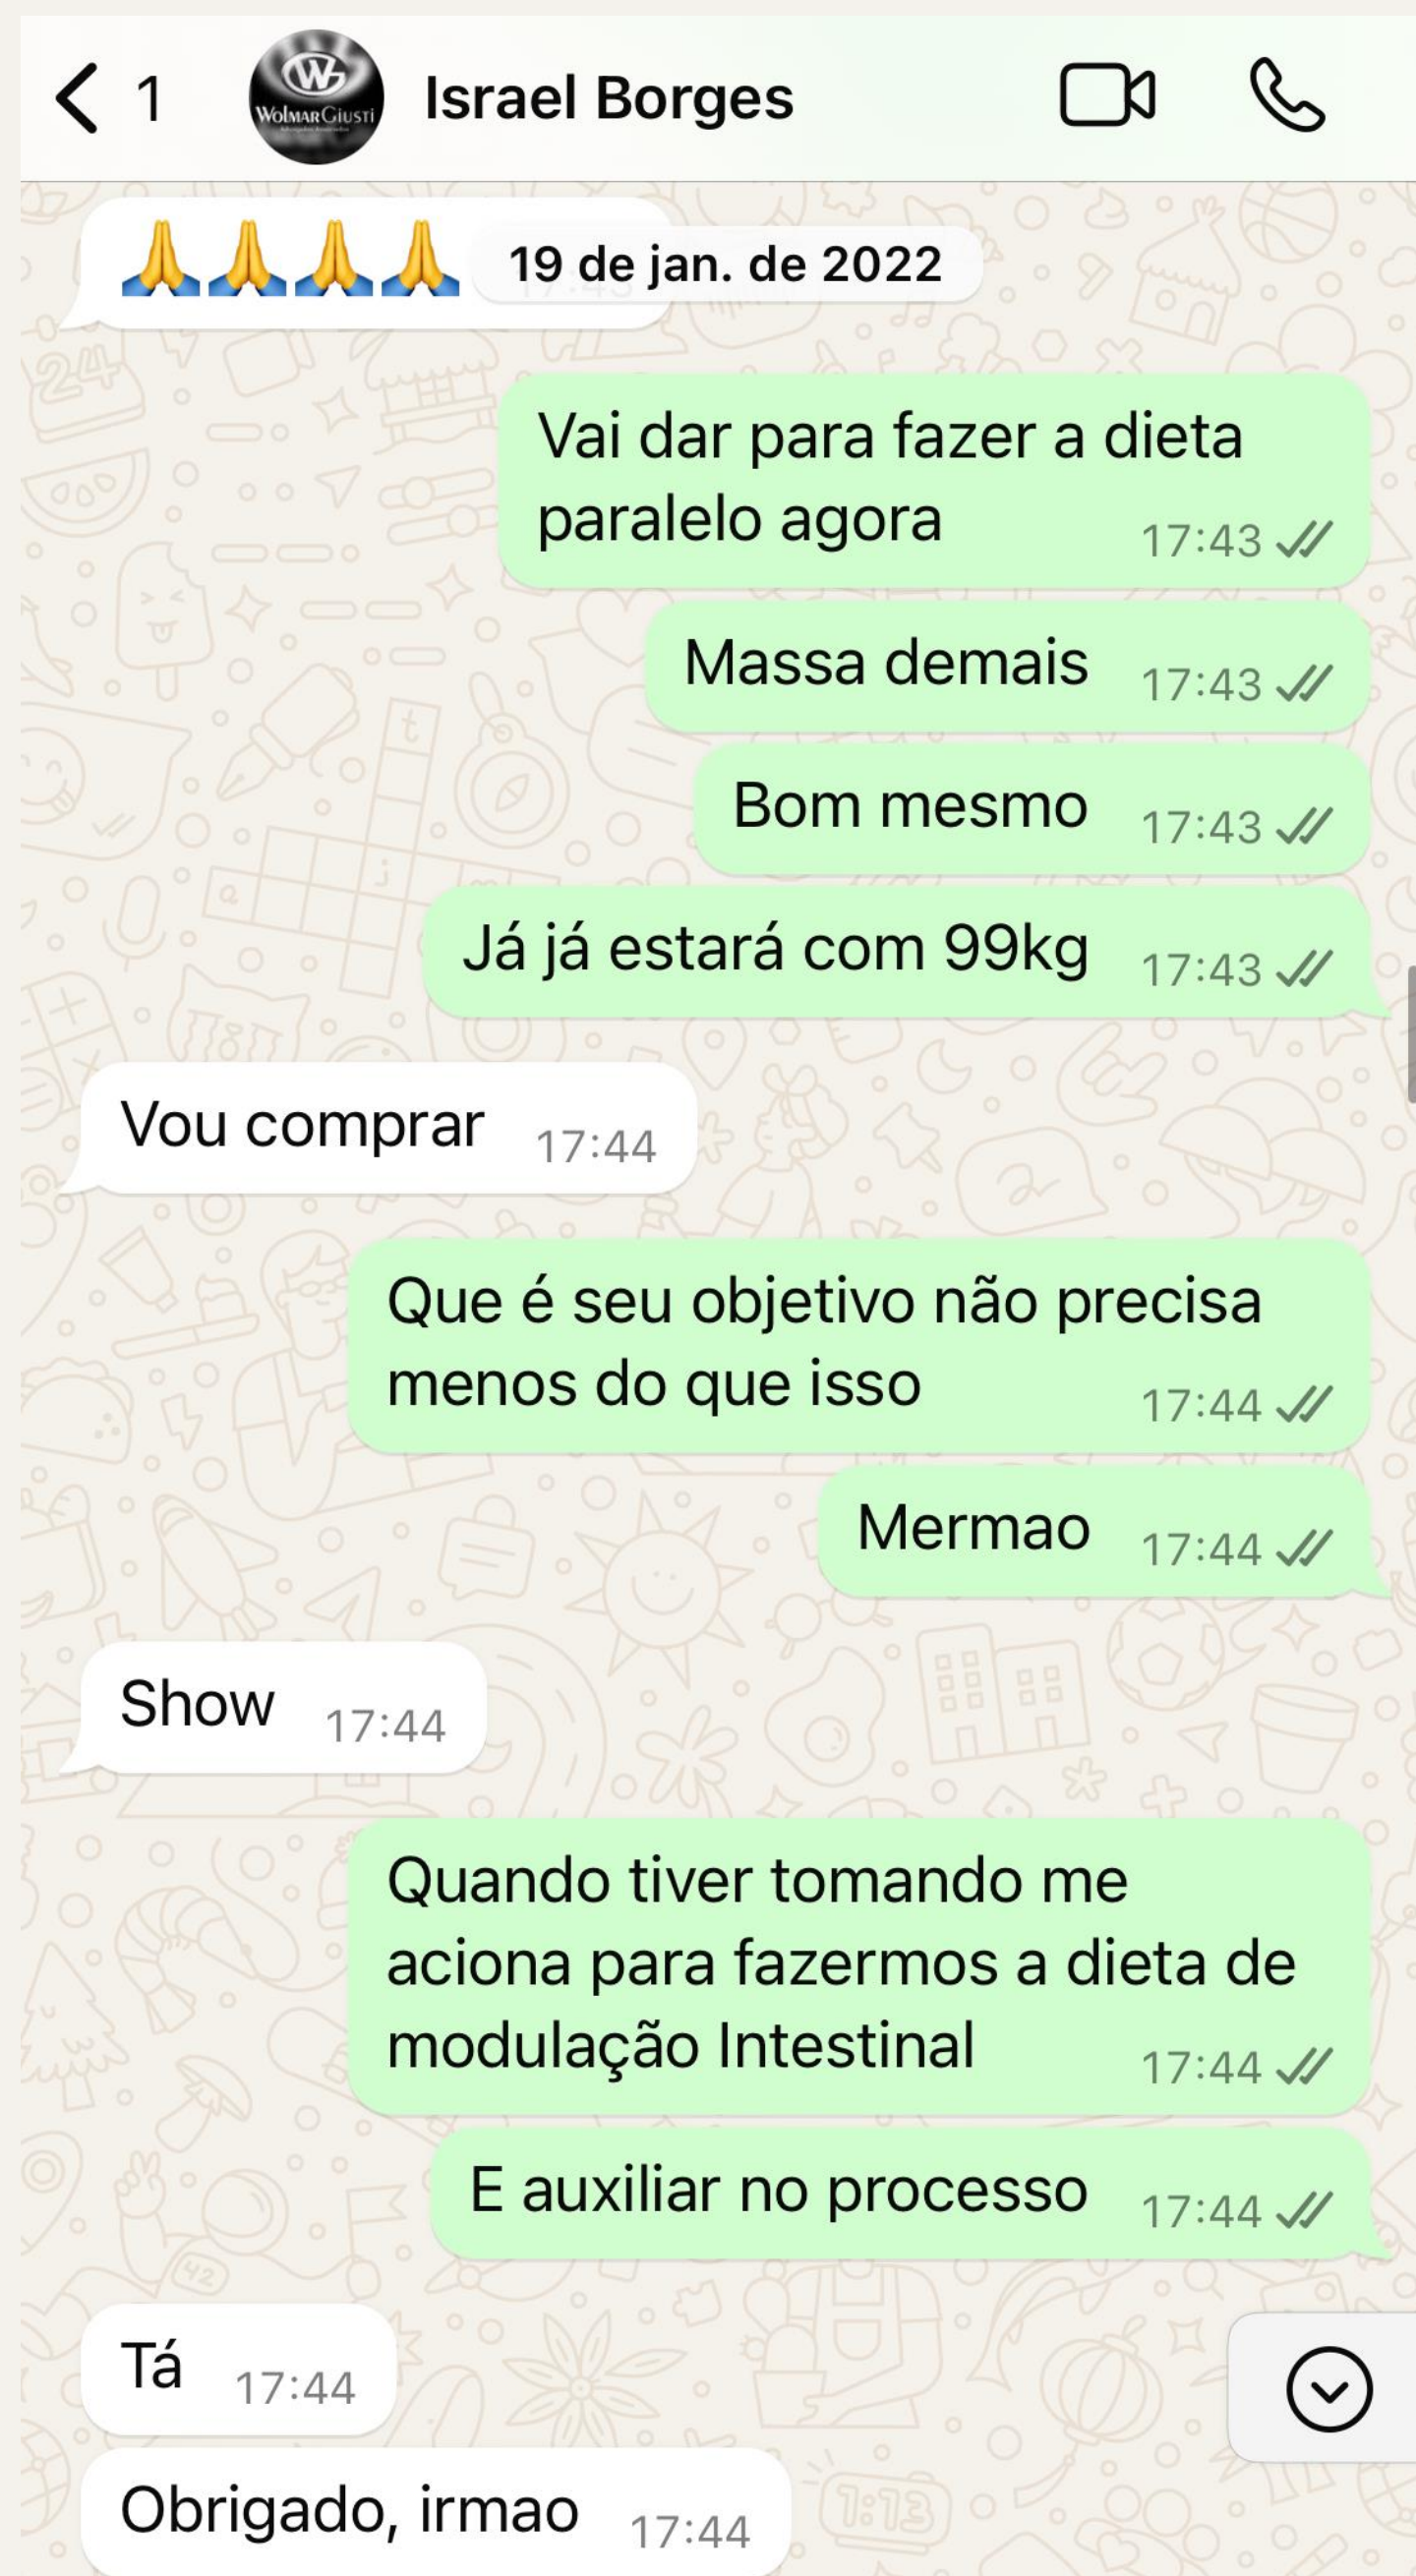 1
WG
WOLMAR GIUSTI
Israel Borges
🙏🙏🙏🙏
19 de jan. de 2022
Vai dar para fazer a dieta
paralelo agora
17:43
Massa demais 17:43
Bom mesmo 17:43
Já já estará com 99kg 17:43
Vou comprar 17:44
Que é seu objetivo não precisa
menos do que isso 17:44
Mermao 17:44
Show 17:44
Quando tiver tomando me
aciona para fazermos a dieta de
modulação Intestinal 17:44
E auxiliar no processo 17:44
Tá 17:44
Obrigado, irmao 17:44